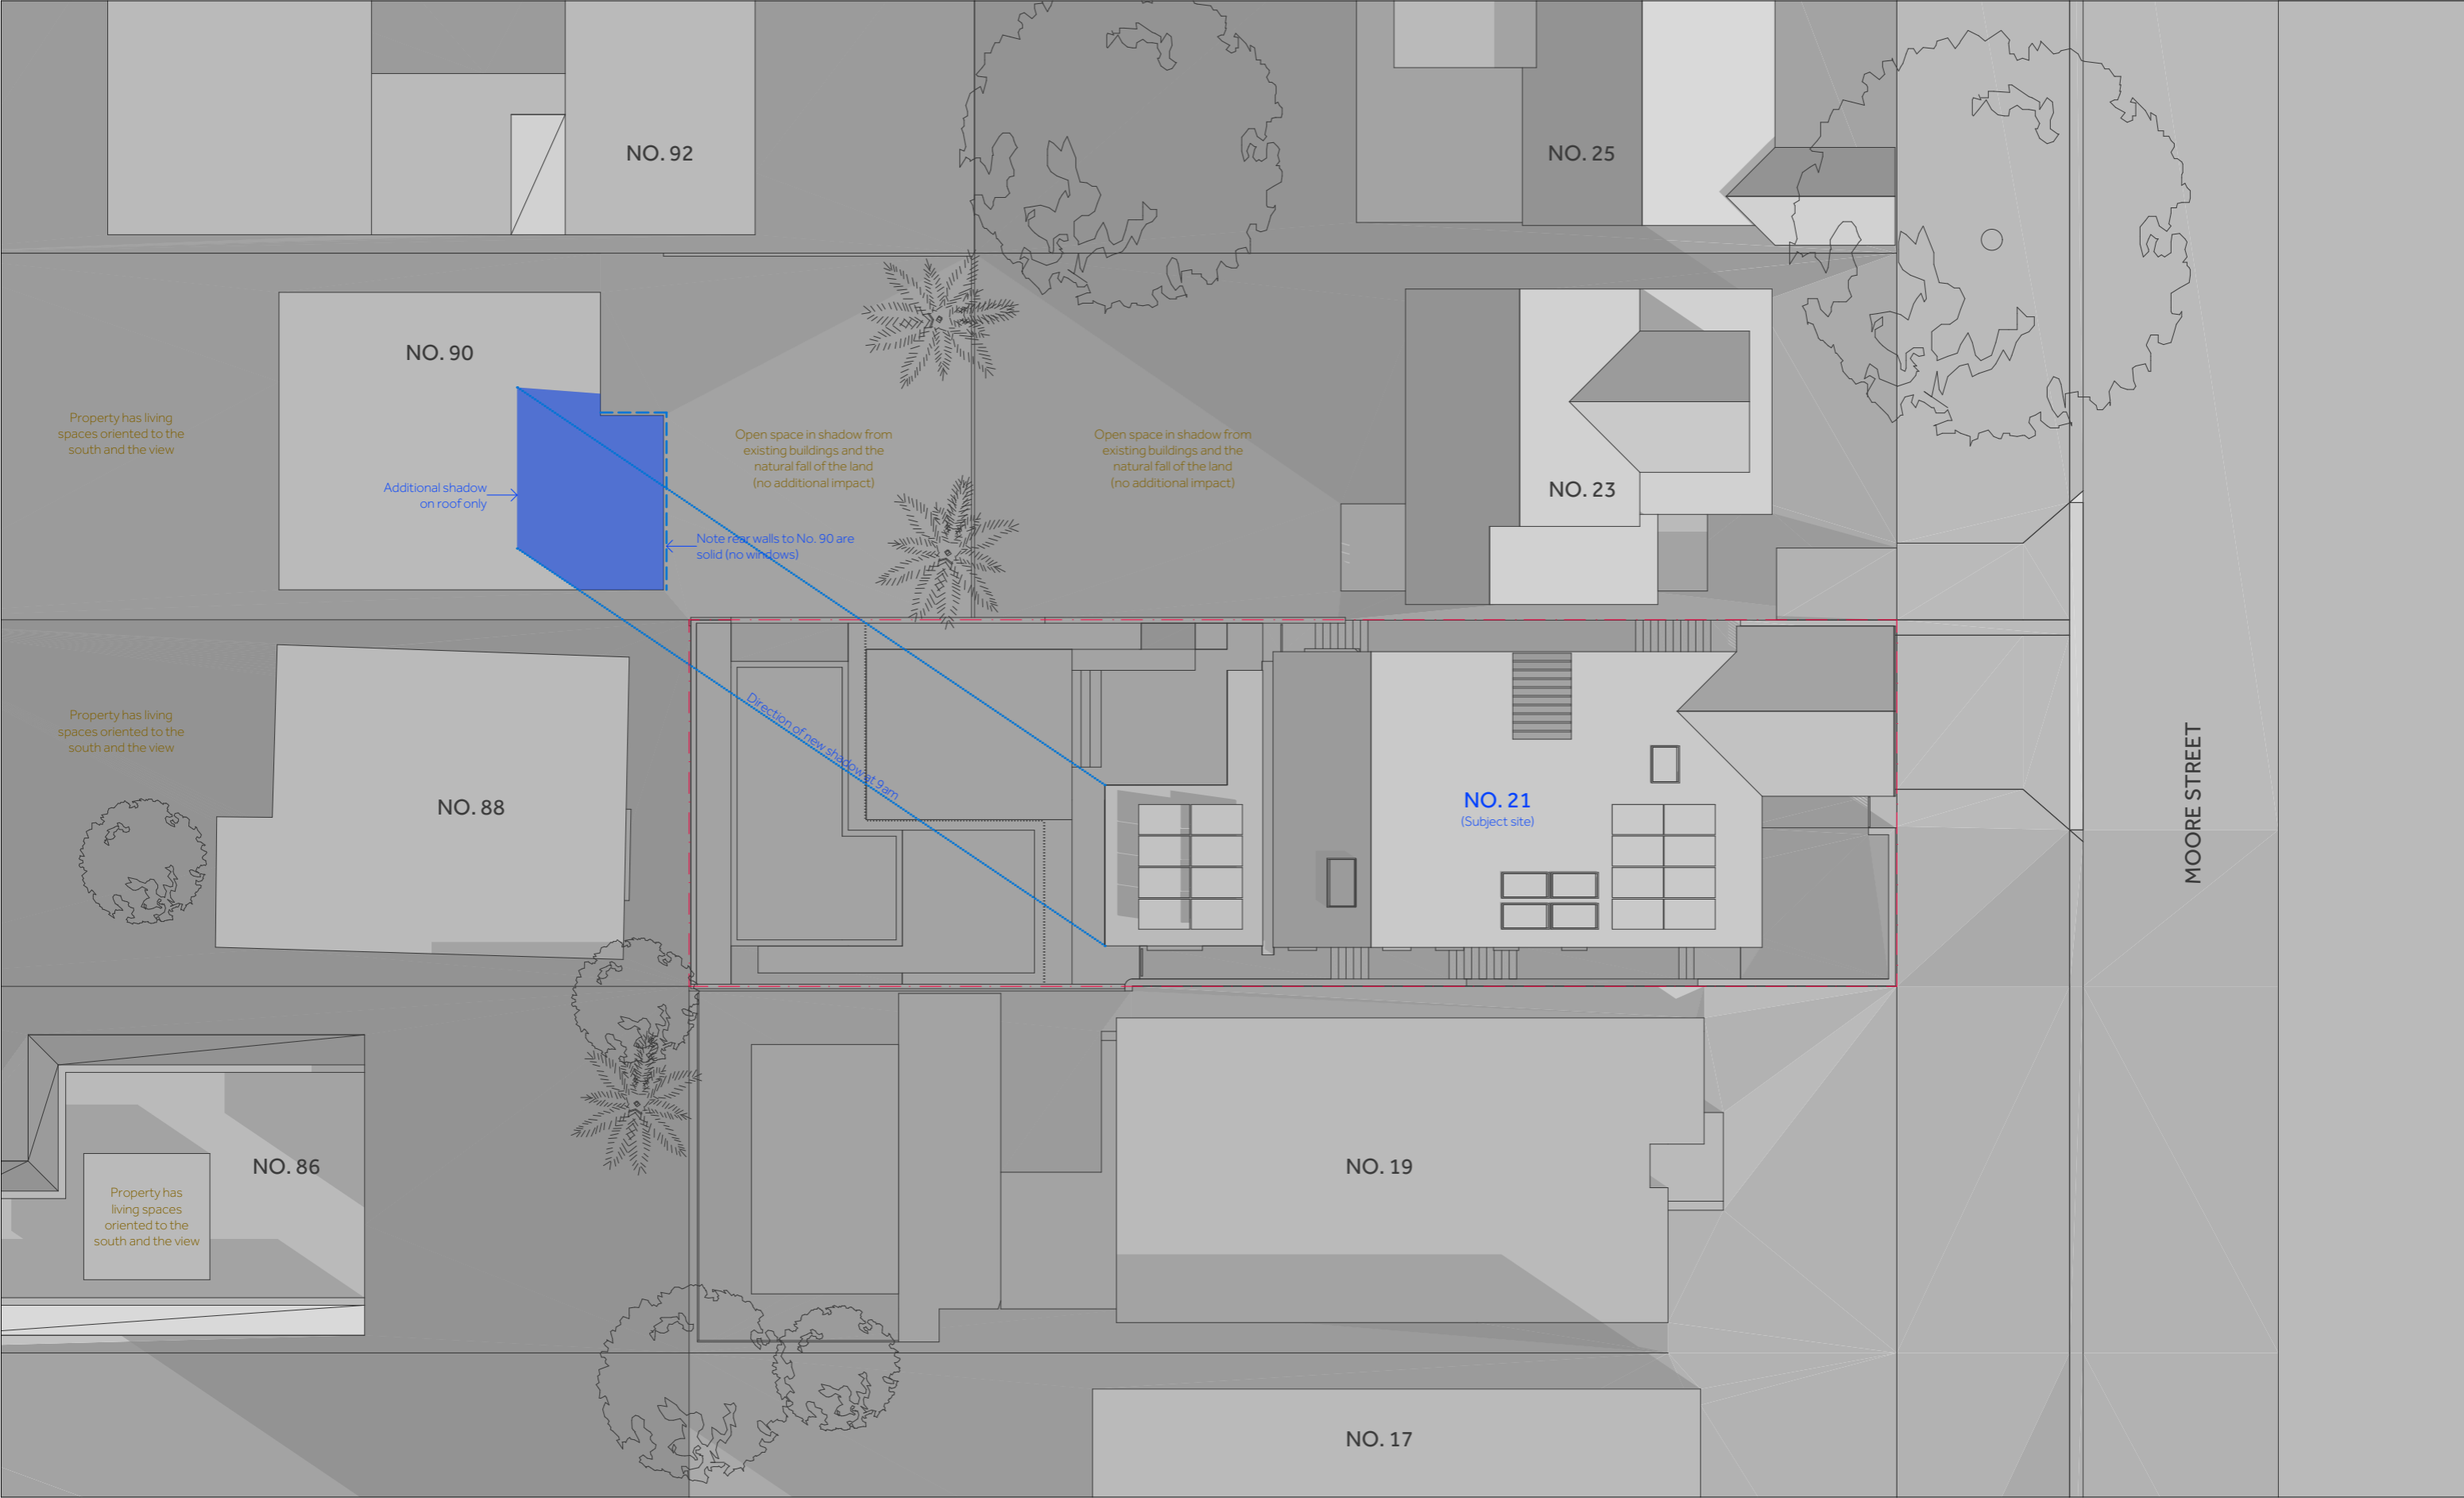 NO. 92
NO. 25
NO. 90
Property has living
spaces oriented to the
south and the view
Additional shadow
on roof only
Open space in shadow from
existing buildings and the
natural fall of the land
(no additional impact)
Open space in shadow from
existing buildings and the
natural fall of the land
(no additional impact)
NO. 23
Note rear walls to No. 90 are
solid (no windows)
Property has living
spaces oriented to the
south and the view
NO. 88
Direction of new shadow at 9am
NO. 21
(Subject site)
MOORE STREET
NO. 86
Property has
living spaces
oriented to the
south and the view
NO. 19
NO. 17